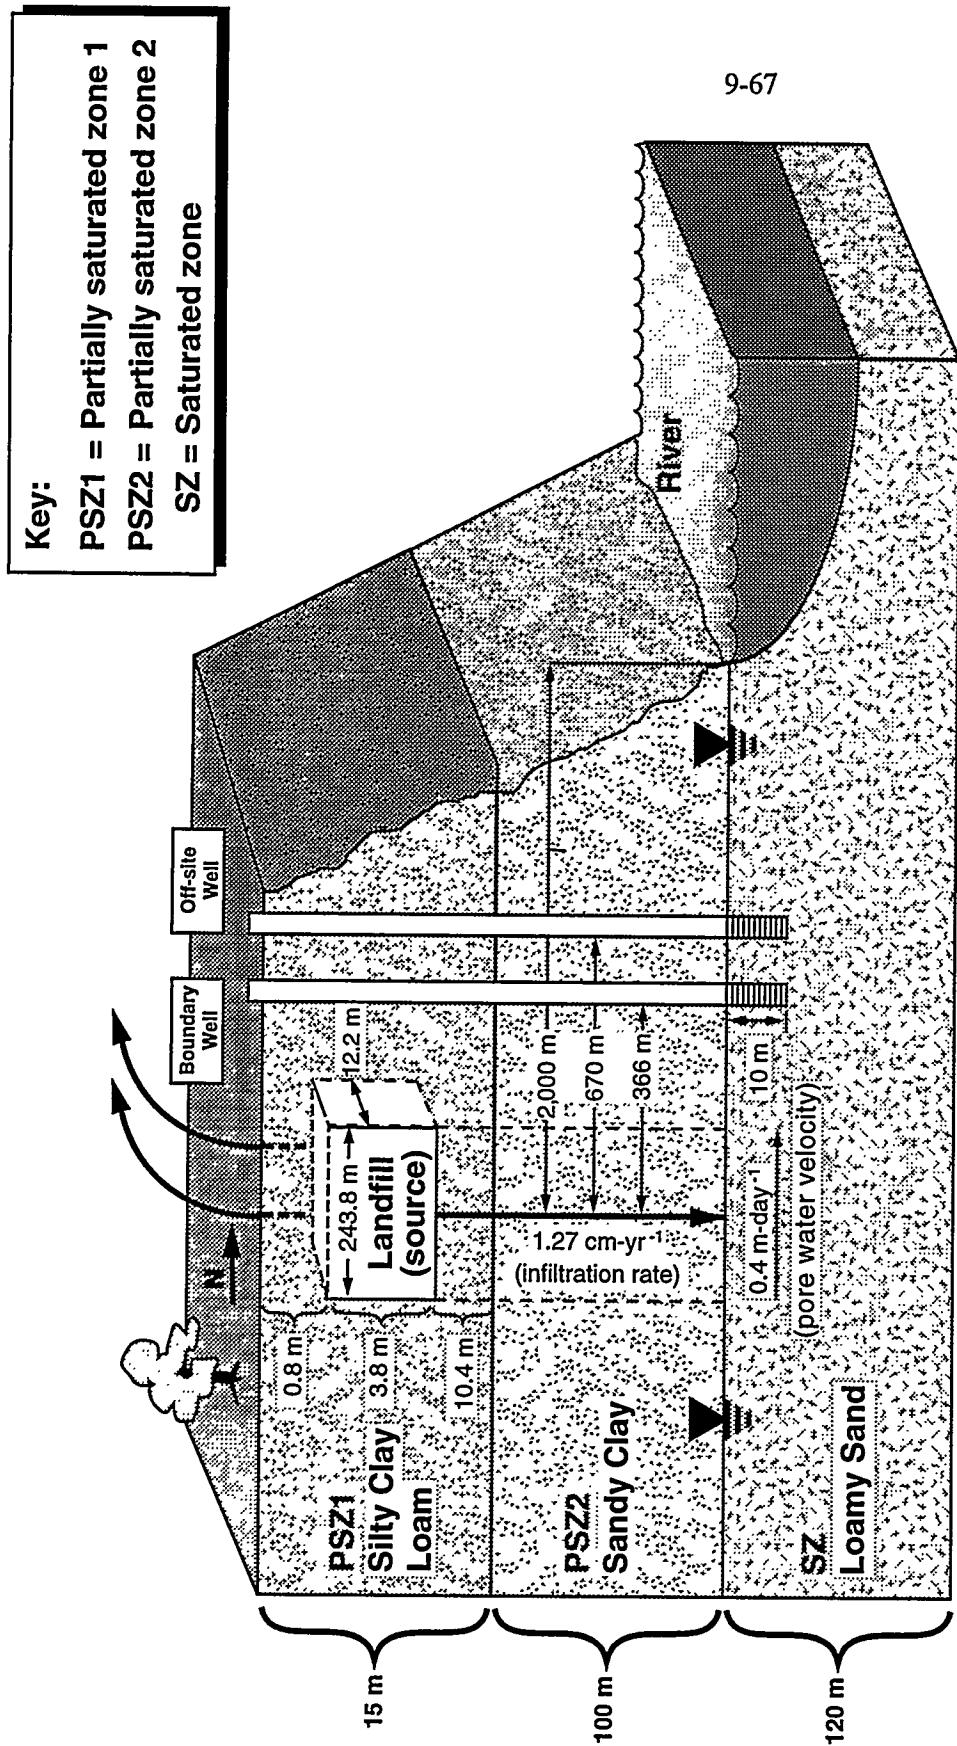 9-67
Key:
PSZ1 = Partially saturated zone 1
PSZ2 = Partially saturated zone 2
SZ = Saturated zone
Boundary
Well
Off-site
Well
N
0.8 m
3.8 m
10.4 m
243.8 m
12.2 m
Landfill
(source)
PSZ1
Silty Clay
Loam
15 m
2,000 m
670 m
366 m
1.27 cm-yr⁻¹
(infiltration rate)
PSZ2
Sandy Clay
100 m
River
10 m
0.4 m-day⁻¹
(pore water velocity)
SZ
Loamy Sand
120 m